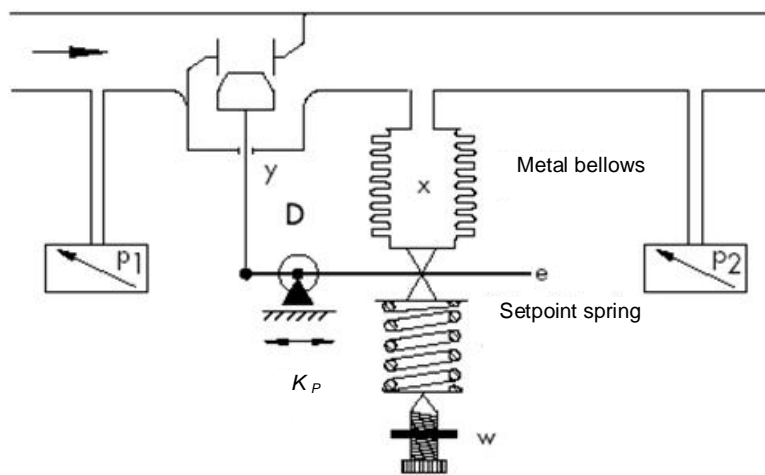 y
x
Metal bellows
D
p1
p2
e
Setpoint spring
K P
w